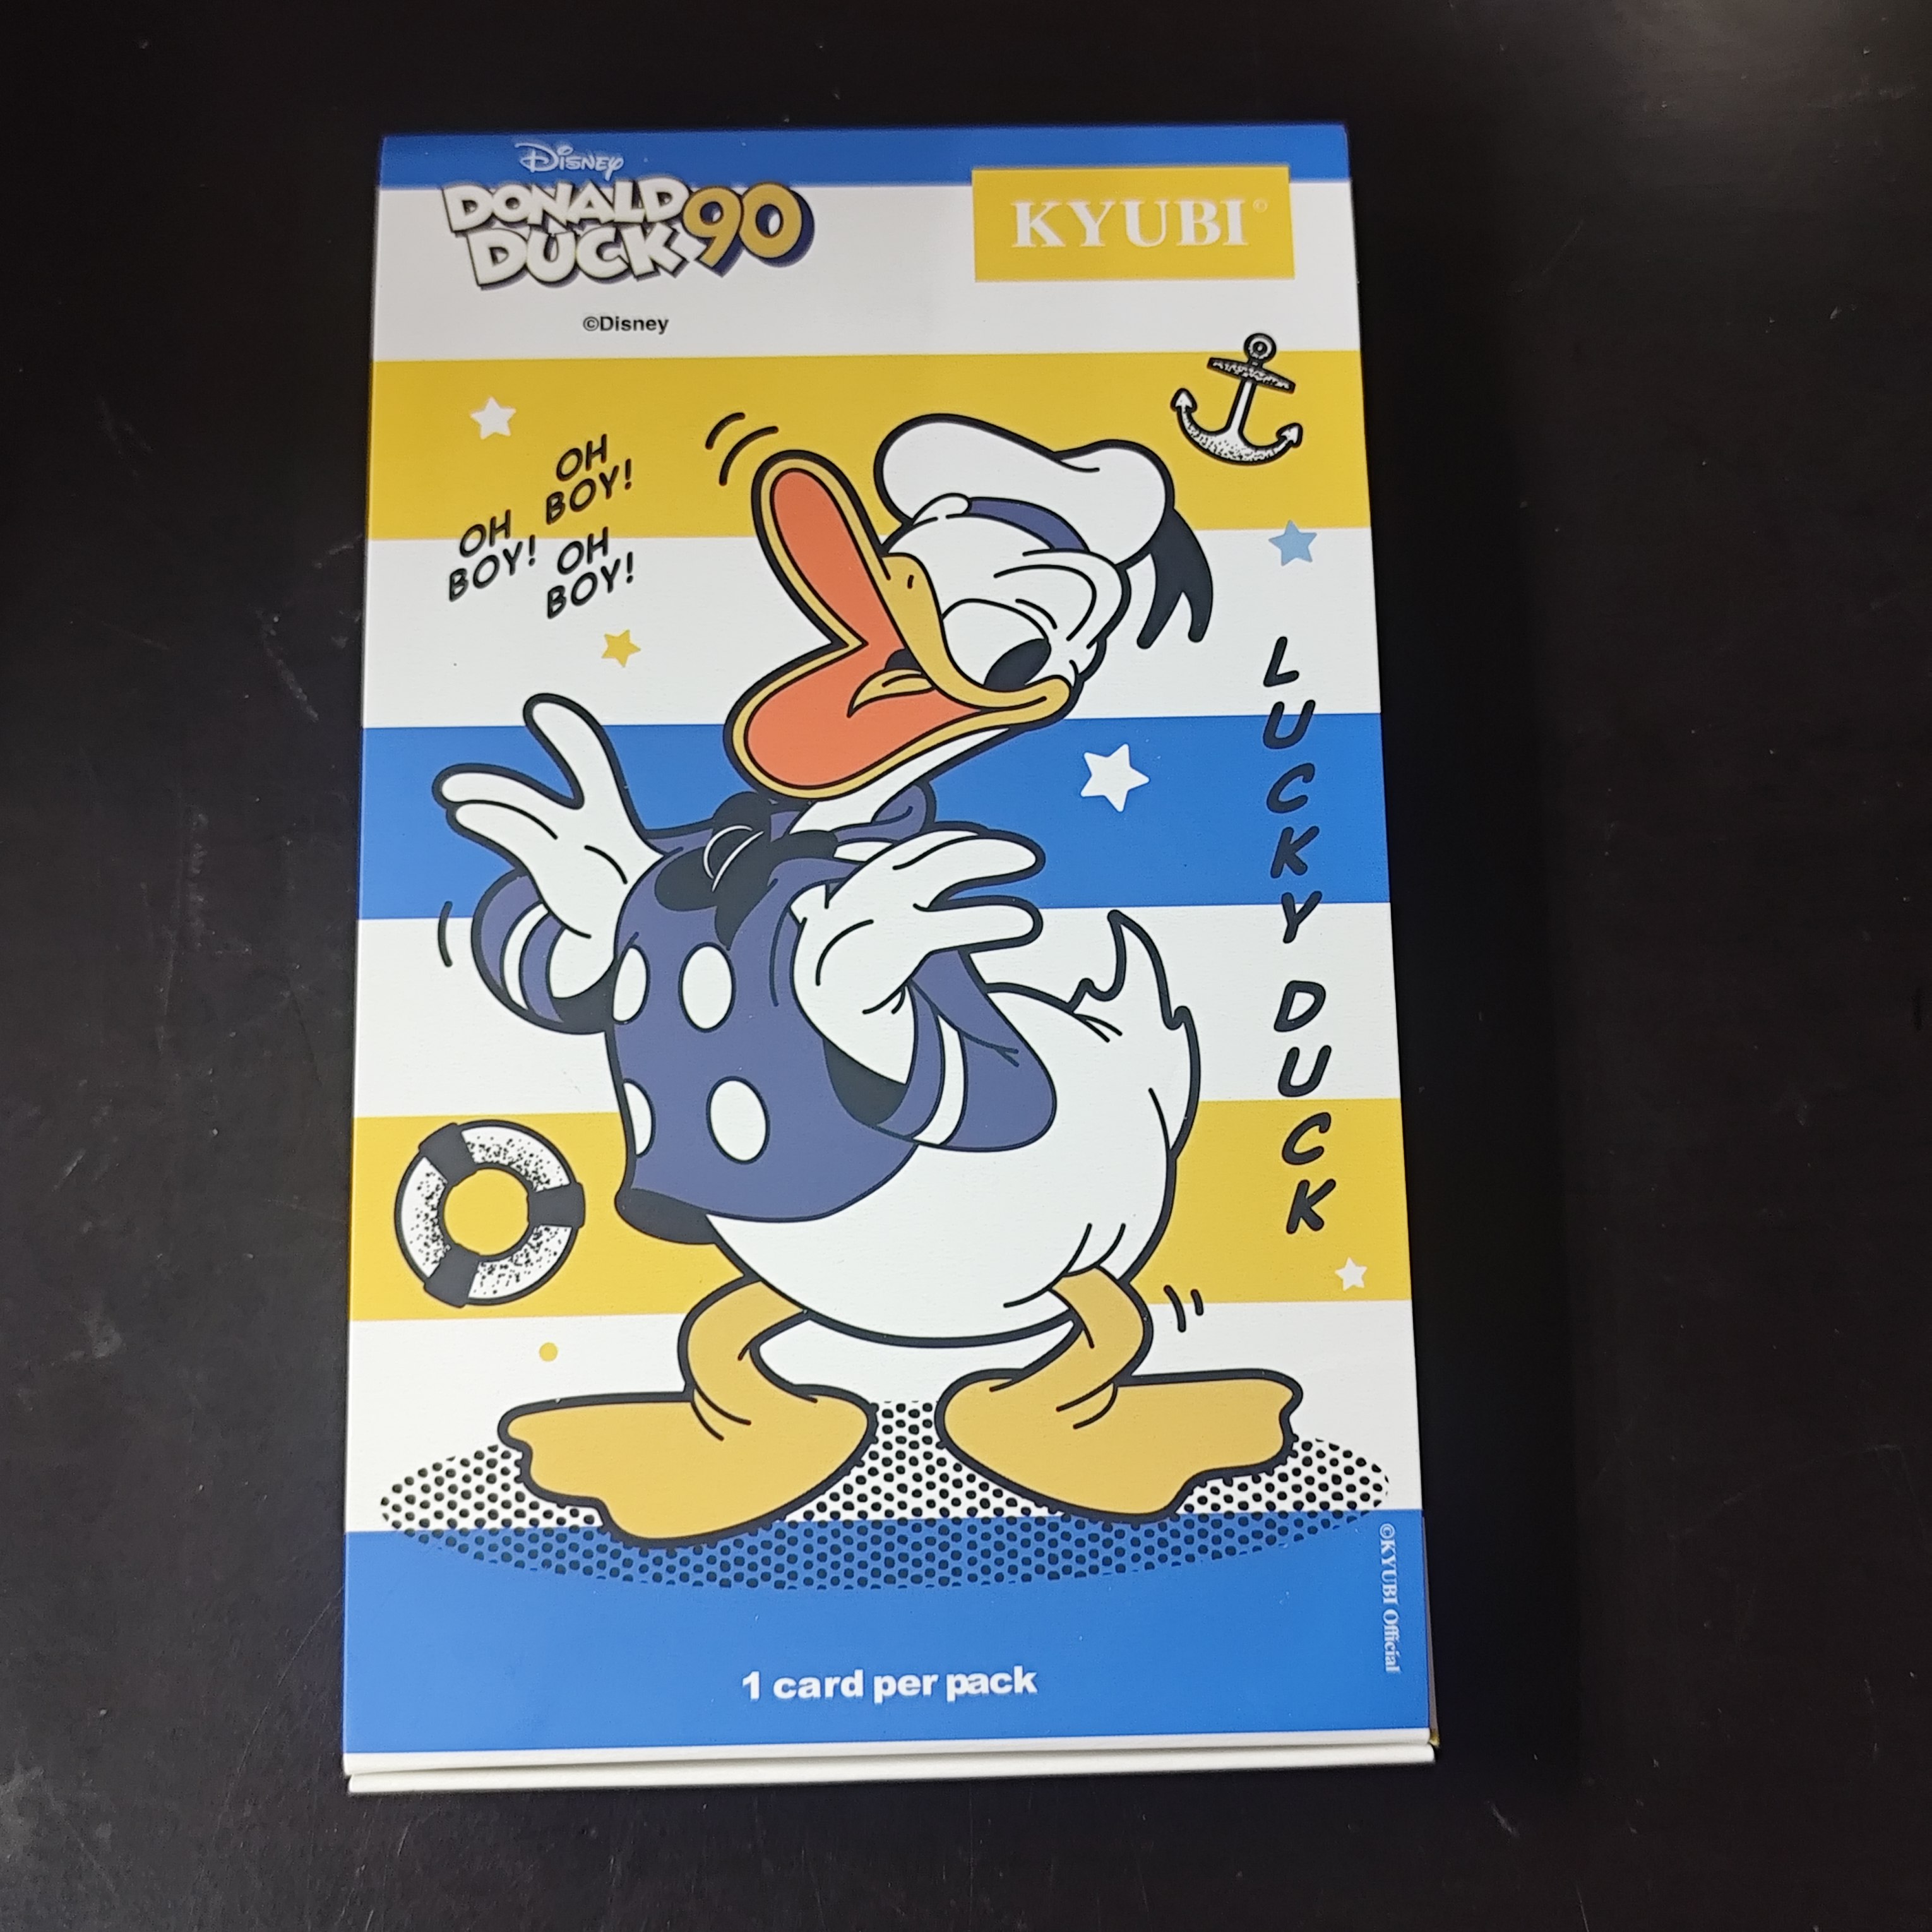 Disney
DONALD
DUCK 90
©Disney
KYUBI©
OH
BOY!
OH
BOY!
OH
BOY!
LUCKY DUCK
©KYUBI Official
1 card per pack